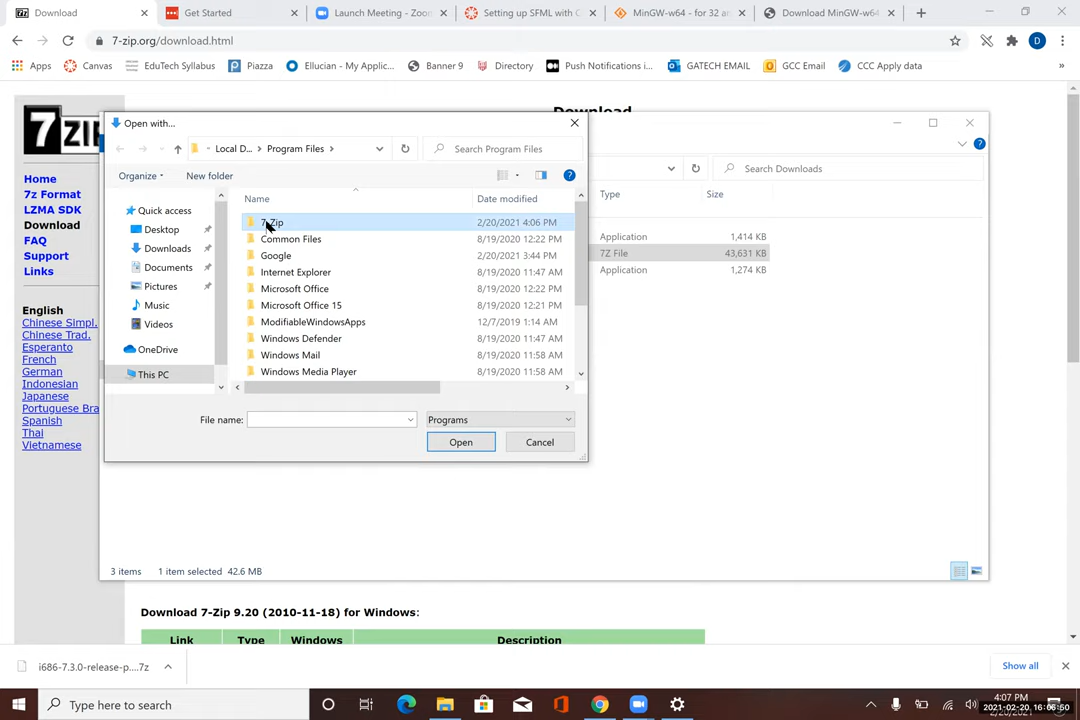 Download
Get Started
Launch Meeting - Zoo
Setting up SFML with C
MinGW-w64 - for 32 an
Download MinGW-w64
7-zip.org/download.html
D
Apps
Canvas
EduTech Syllabus
Piazza
Ellucian - My Applic...
Banner 9
Directory
Push Notifications i...
GATECH EMAIL
GCC Email
CCC Apply data
»
Download
7ZIP
Home
7z Format
LZMA SDK
Download
FAQ
Support
Links
English
Chinese Simpl.
Chinese Trad.
Esperanto
French
German
Indonesian
Japanese
Portuguese Bra
Spanish
Thai
Vietnamese
Open with...
Local D... > Program Files >
Search Program Files
Organize
New folder
Name
Date modified
Quick access
Desktop
Downloads
Documents
Pictures
Music
Videos
OneDrive
This PC
7-Zip 2/20/2021 4:06 PM
Common Files 8/19/2020 12:22 PM
Google 2/20/2021 3:44 PM
Internet Explorer 8/19/2020 11:47 AM
Microsoft Office 8/19/2020 12:22 PM
Microsoft Office 15 8/19/2020 12:21 PM
ModifiableWindowsApps 12/7/2019 1:14 AM
Windows Defender 8/19/2020 11:47 AM
Windows Mail 8/19/2020 11:58 AM
Windows Media Player 8/19/2020 11:58 AM
File name:
Programs
Open
Cancel
Search Downloads
Type
Size
Application 1,414 KB
7Z File 43,631 KB
Application 1,274 KB
3 items 1 item selected 42.6 MB
Download 7-Zip 9.20 (2010-11-18) for Windows:
Link Type Windows Description
i686-7.3.0-release-p....7z
Show all
Type here to search
4:07 PM
2021-02-20 16:06:50